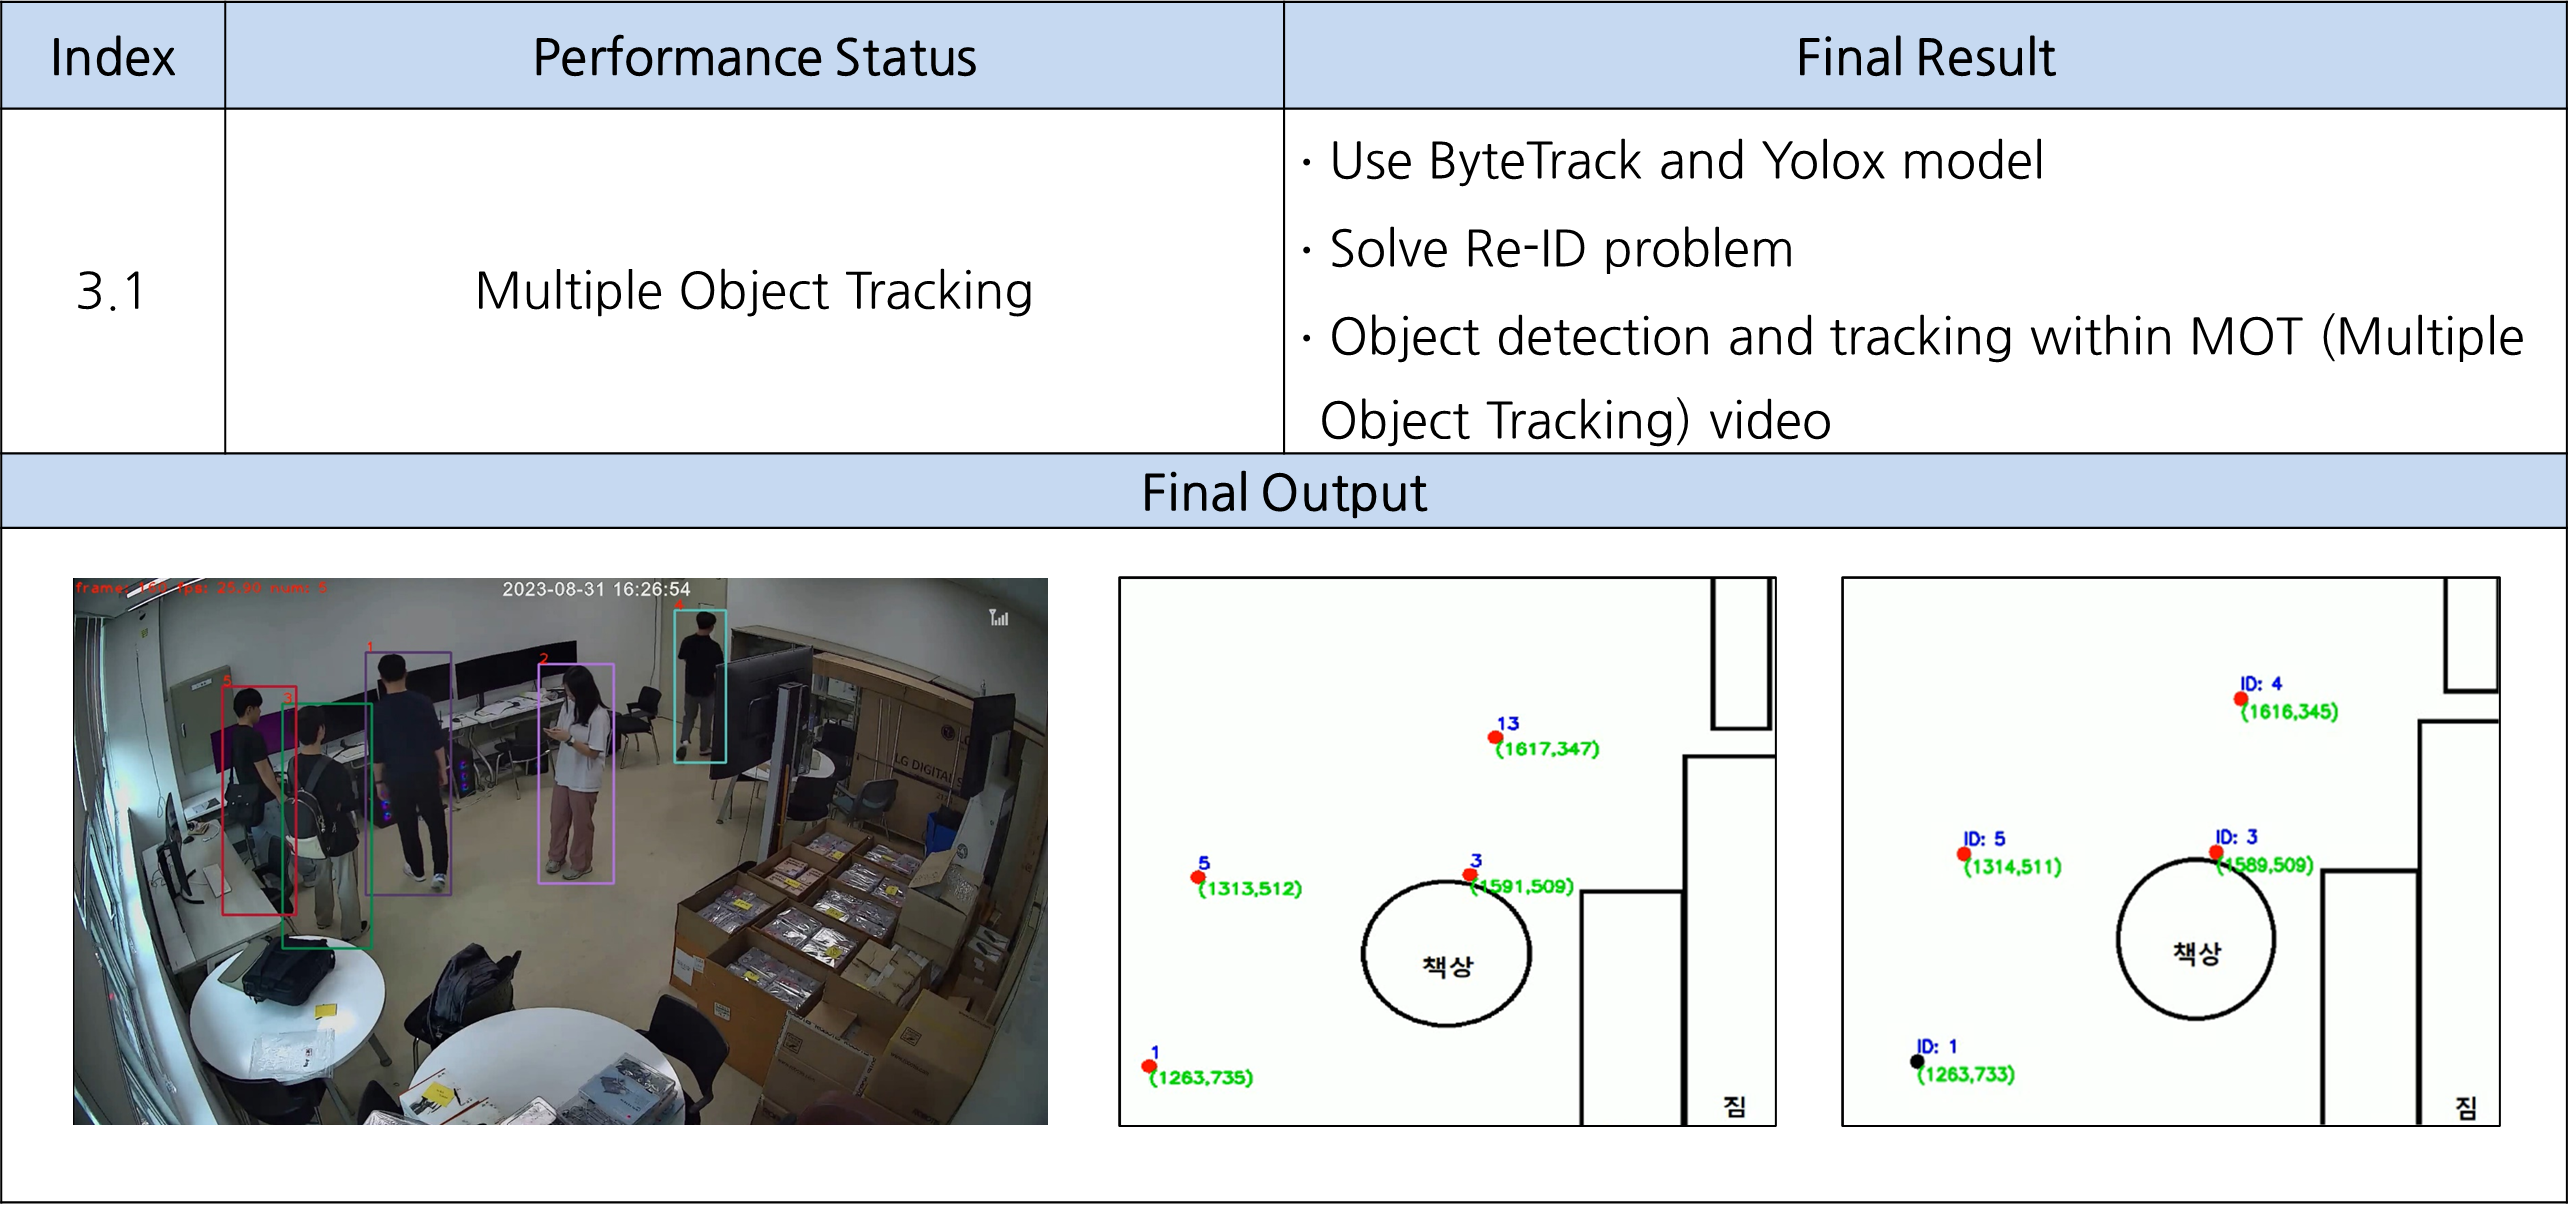 Index
Performance Status
Final Result
3.1
Multiple Object Tracking
· Use ByteTrack and Yolox model
· Solve Re-ID problem
· Object detection and tracking within MOT (Multiple
Object Tracking) video
Final Output
frame: 160 fps: 25.90 num: 5
2023-08-31 16:26:54
4
1
2
5
3
LG DIGITAL
13
(1617,347)
5
(1313,512)
3
(1591,509)
책상
1
(1263,735)
짐
ID: 4
(1616,345)
ID: 5
(1314,511)
ID: 3
(1589,509)
책상
ID: 1
(1263,733)
짐